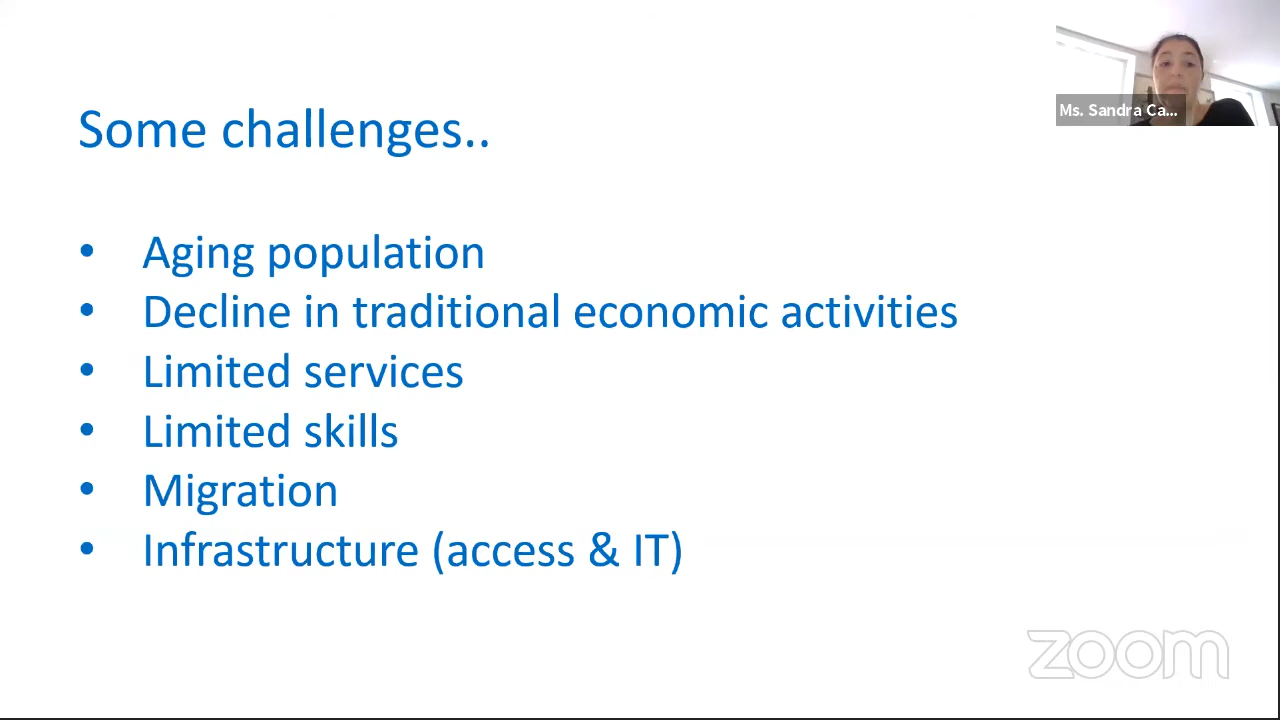 Ms. Sandra Ca...
Some challenges..
• Aging population
• Decline in traditional economic activities
• Limited services
• Limited skills
• Migration
• Infrastructure (access & IT)
zoom